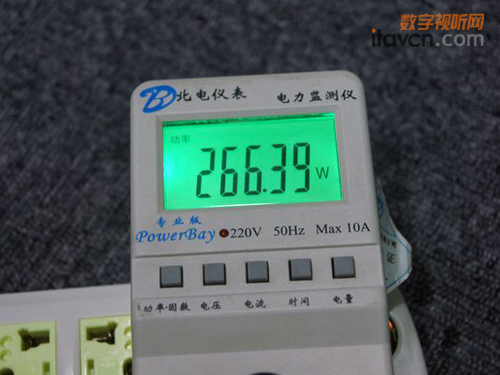 数字视听网
itavcn.com
北电仪表 电力监测仪
功率
266.39 W
专业版
PowerBay 220V 50Hz Max 10A
功率·因数 电压 电流 时间 电量